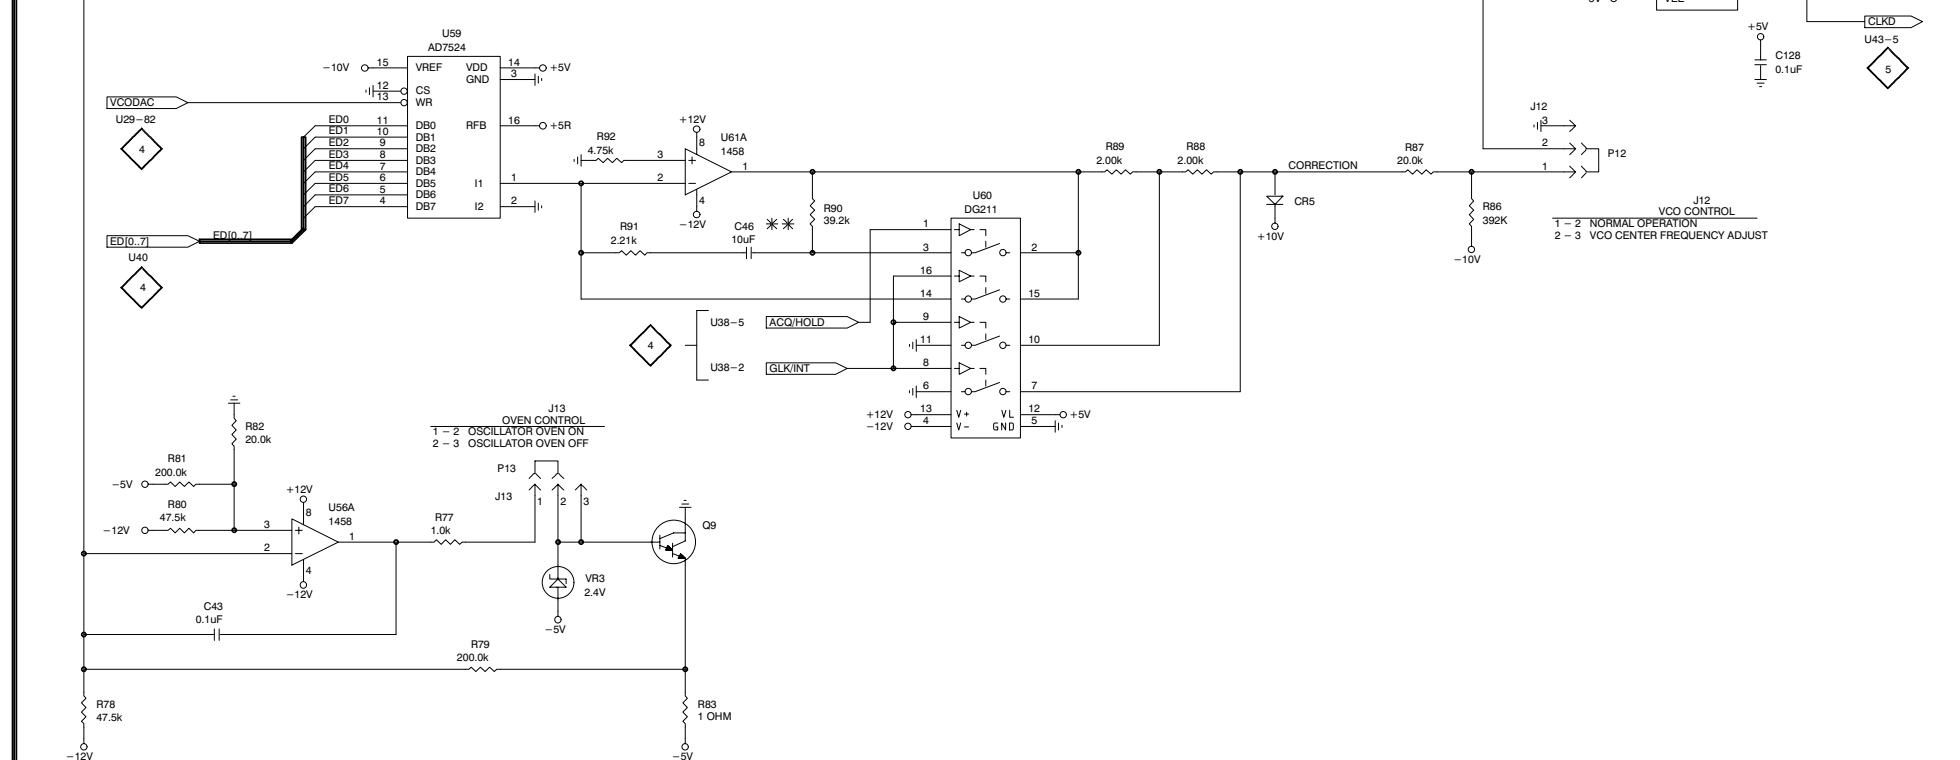 -5V
VEE
CLKD
U43-5
5
+5V
C128
0.1uF
U59
AD7524
-10V
15
VREF
VDD
14
+5V
GND
3
12
CS
13
WR
VCODAC
U29-82
4
ED0
11
DB0
RFB
16
+5R
ED1
10
DB1
ED2
9
DB2
ED3
8
DB3
ED4
7
DB4
ED5
6
DB5
I1
1
ED6
5
DB6
ED7
4
DB7
I2
2
ED[0..7]
ED[0..7]
U40
4
R92
4.75k
+12V
8
U61A
1458
3
+
2
-
1
4
-12V
R91
2.21k
C46
10uF
**
R90
39.2k
R89
2.00k
R88
2.00k
CORRECTION
R87
20.0k
J12
3
2
1
P12
CR5
+10V
R86
392K
-10V
J12
VCO CONTROL
1 - 2 NORMAL OPERATION
2 - 3 VCO CENTER FREQUENCY ADJUST
U60
DG211
1
3
2
16
14
15
9
11
10
8
6
7
+12V
13
V+
VL
12
+5V
-12V
4
V-
GND
5
4
U38-5
ACQ/HOLD
U38-2
GLK/INT
R82
20.0k
R81
200.0k
-5V
R80
47.5k
-12V
+12V
8
U56A
1458
3
+
2
-
1
4
-12V
R77
1.0k
J13
OVEN CONTROL
1 - 2 OSCILLATOR OVEN ON
2 - 3 OSCILLATOR OVEN OFF
P13
J13
1
2
3
Q9
VR3
2.4V
-5V
C43
0.1uF
R79
200.0k
R78
47.5k
-12V
R83
1 OHM
-5V